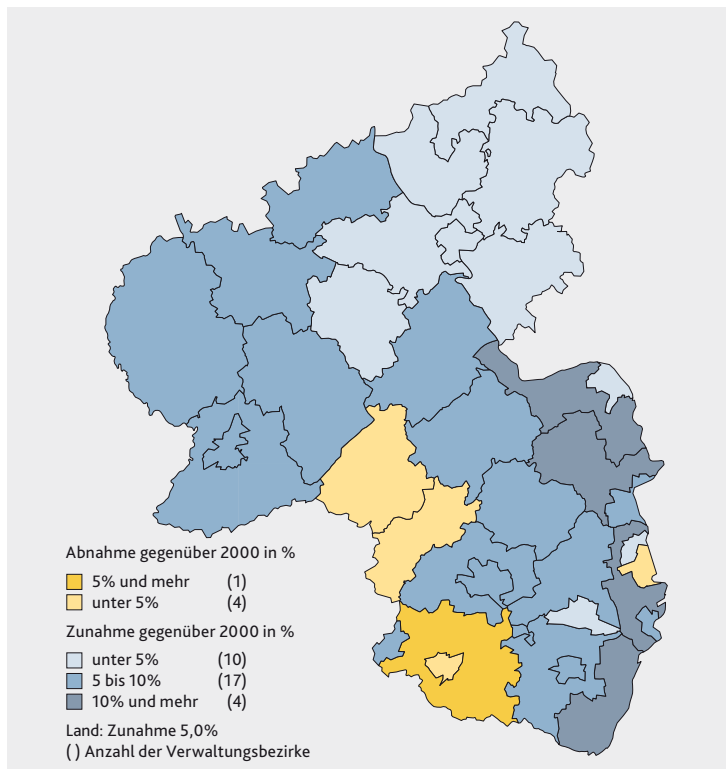 Abnahme gegenüber 2000 in %
5% und mehr (1)
unter 5% (4)
Zunahme gegenüber 2000 in %
unter 5% (10)
5 bis 10% (17)
10% und mehr (4)
Land: Zunahme 5,0%
( ) Anzahl der Verwaltungsbezirke